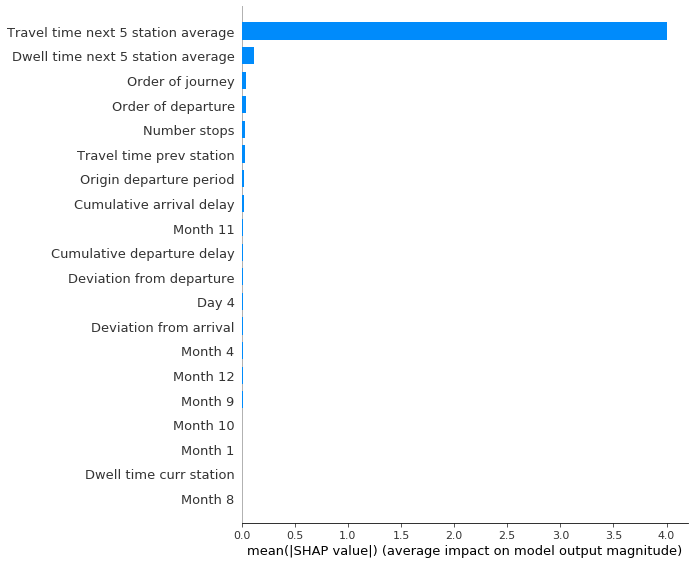 Travel time next 5 station average
Dwell time next 5 station average
Order of journey
Order of departure
Number stops
Travel time prev station
Origin departure period
Cumulative arrival delay
Month 11
Cumulative departure delay
Deviation from departure
Day 4
Deviation from arrival
Month 4
Month 12
Month 9
Month 10
Month 1
Dwell time curr station
Month 8
0.0 0.5 1.0 1.5 2.0 2.5 3.0 3.5 4.0
mean(|SHAP value|) (average impact on model output magnitude)